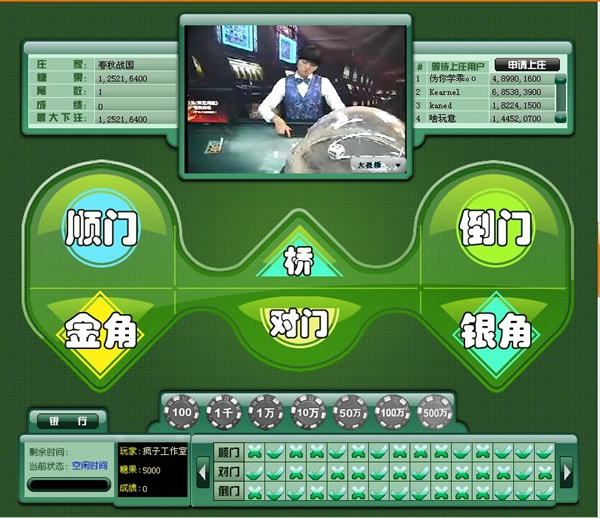 庄 家: 春秋战国
糖 果: 1,2521,6400
局 数: 1
成 绩: 0
最大下注: 1,2521,6400
大视频
# 等待上庄用户 申请上庄
1 伪你学乖。o 4,8990,1600
2 Kearnel 6,8538,3900
3 kaned 1,8224,1500
4 啥玩意 1,4452,0700
顺门
桥
倒门
金角
对门
银角
100
1千
1万
10万
50万
100万
500万
银 行
剩余时间:
当前状态: 空闲时间
玩家: 疯子工作室
糖果: 5000
成绩: 0
顺门
对门
倒门